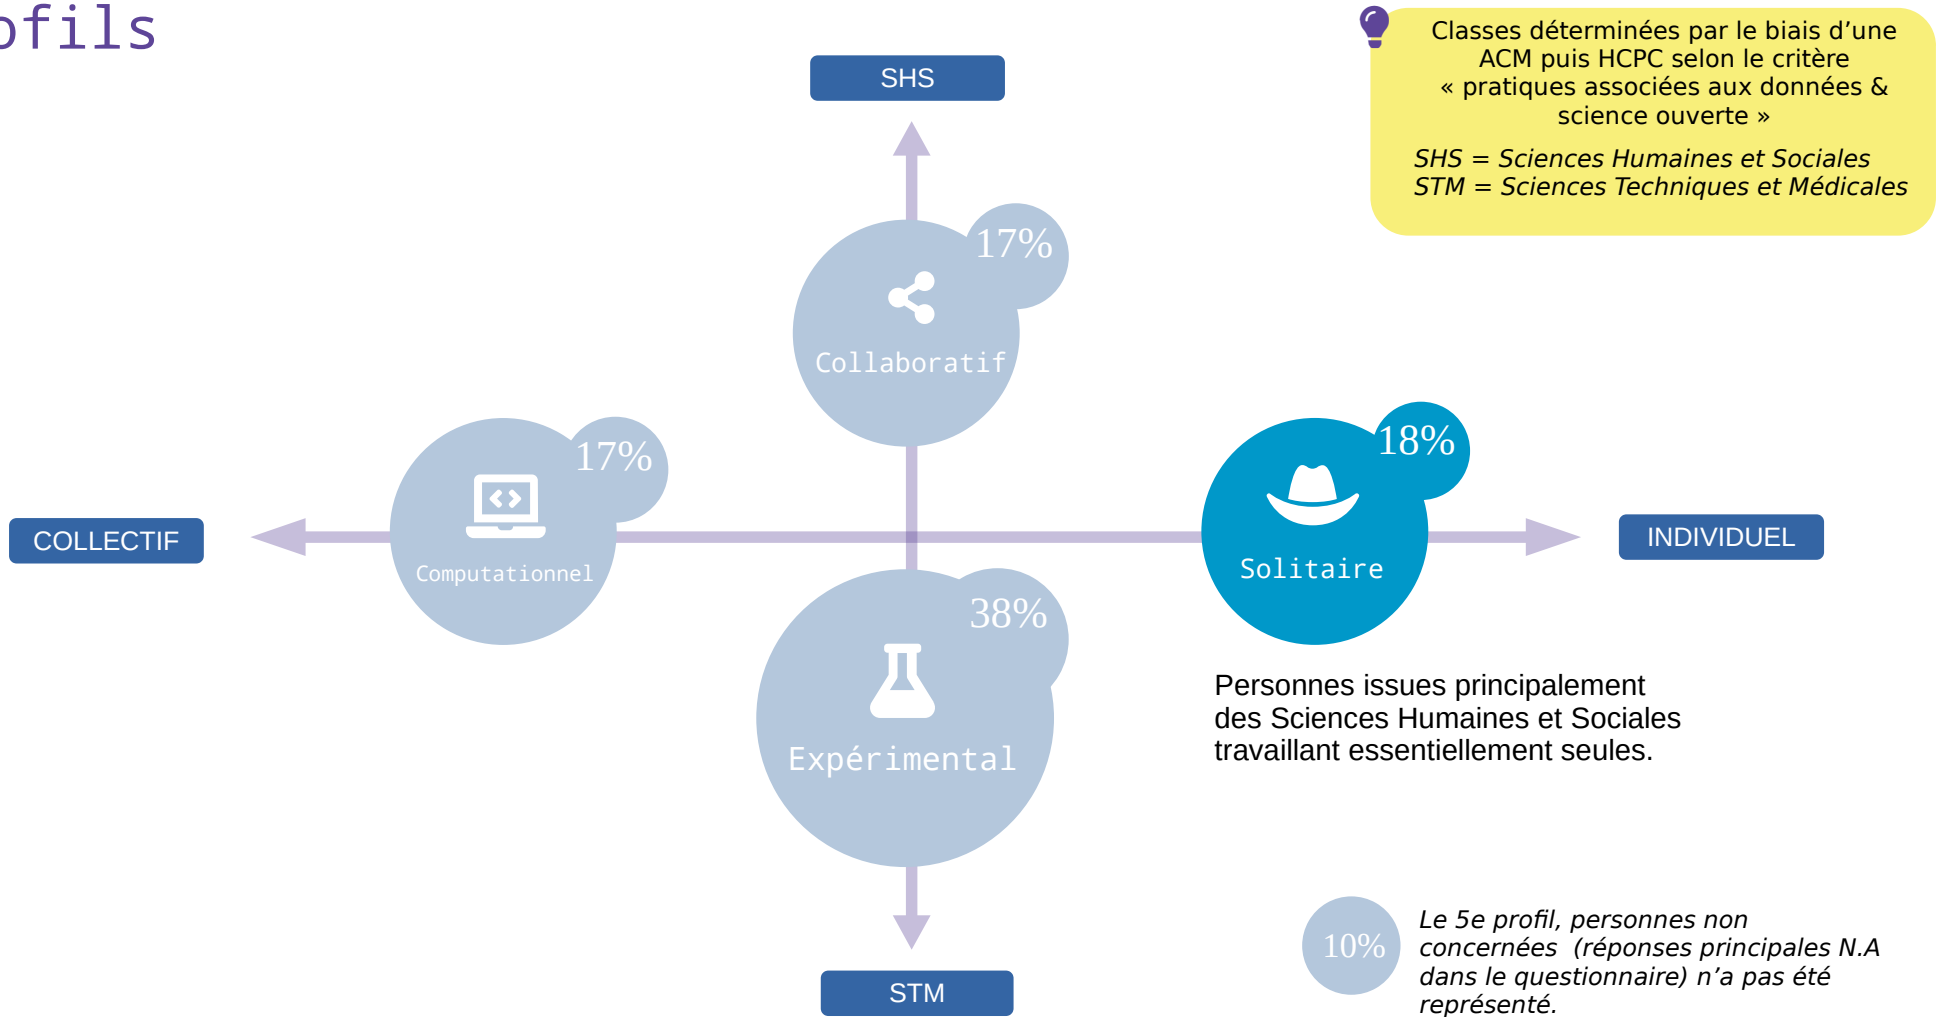 ofils
Classes déterminées par le biais d’une
ACM puis HCPC selon le critère
« pratiques associées aux données &
science ouverte »
SHS = Sciences Humaines et Sociales
STM = Sciences Techniques et Médicales
SHS
17%
Collaboratif
17%
Computationnel
18%
Solitaire
COLLECTIF
INDIVIDUEL
38%
Expérimental
Personnes issues principalement
des Sciences Humaines et Sociales
travaillant essentiellement seules.
STM
10%
Le 5e profil, personnes non
concernées  (réponses principales N.A
dans le questionnaire) n’a pas été
représenté.